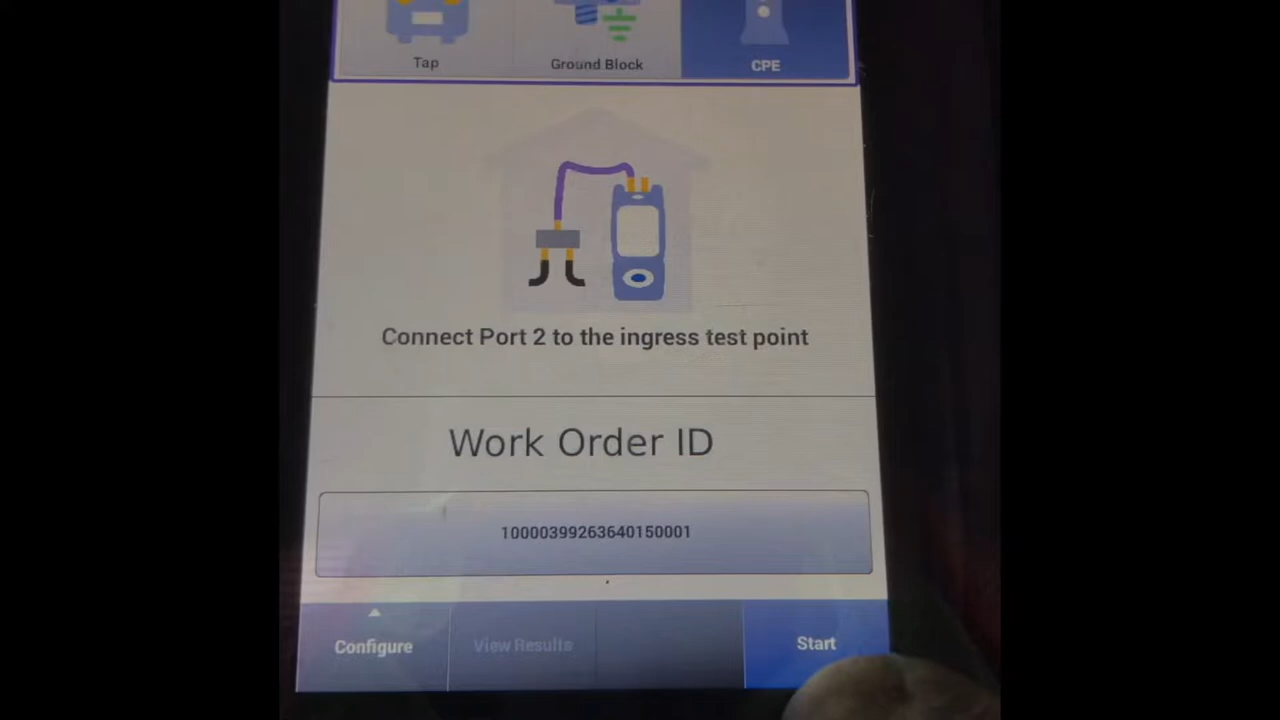 Tap
Ground Block
CPE
Connect Port 2 to the ingress test point
Work Order ID
10000399263640150001
Configure
View Results
Start